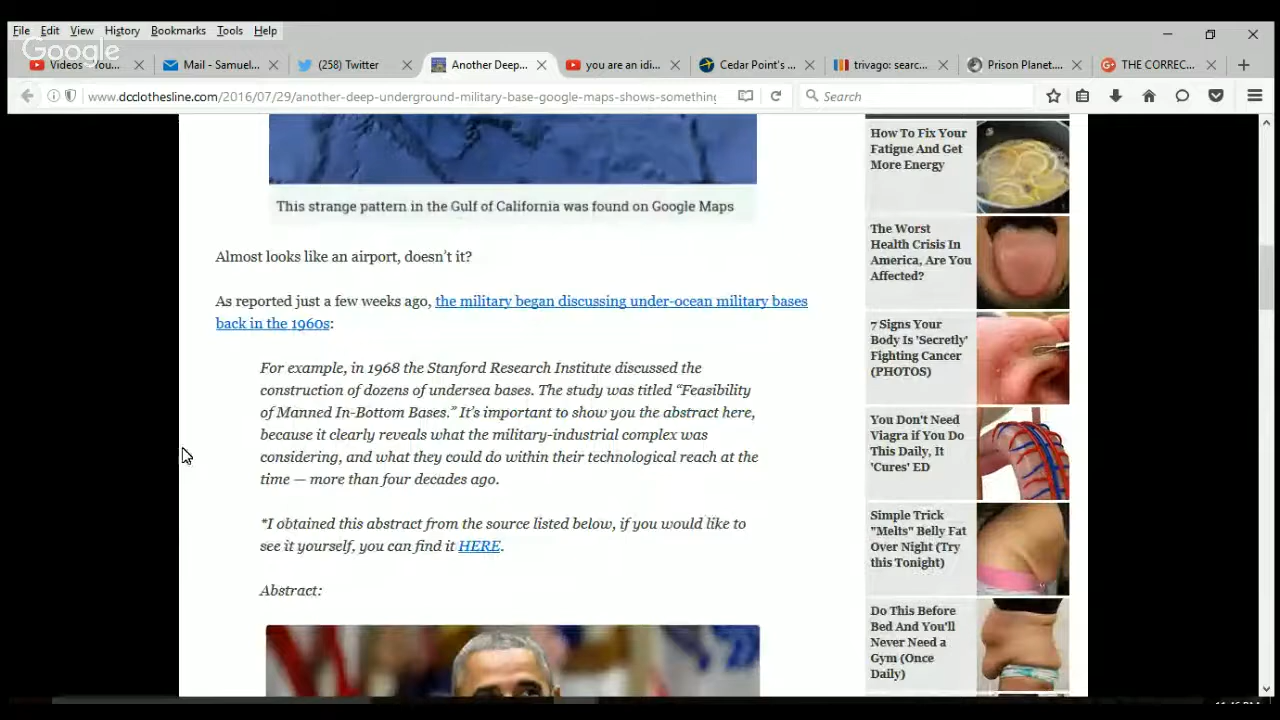 File Edit View History Bookmarks Tools Help
Google
Videos - You...
Mail - Samuel...
(258) Twitter
Another Deep...
you are an idi...
Cedar Point's ...
trivago: searc...
Prison Planet....
THE CORREC...
www.dcclothesline.com/2016/07/29/another-deep-underground-military-base-google-maps-shows-something
Search
This strange pattern in the Gulf of California was found on Google Maps
Almost looks like an airport, doesn't it?
As reported just a few weeks ago, the military began discussing under-ocean military bases
back in the 1960s:
For example, in 1968 the Stanford Research Institute discussed the
construction of dozens of undersea bases. The study was titled "Feasibility
of Manned In-Bottom Bases." It's important to show you the abstract here,
because it clearly reveals what the military-industrial complex was
considering, and what they could do within their technological reach at the
time — more than four decades ago.
*I obtained this abstract from the source listed below, if you would like to
see it yourself, you can find it HERE.
Abstract:
How To Fix Your
Fatigue And Get
More Energy
The Worst
Health Crisis In
America, Are You
Affected?
7 Signs Your
Body Is 'Secretly'
Fighting Cancer
(PHOTOS)
You Don't Need
Viagra if You Do
This Daily, It
'Cures' ED
Simple Trick
"Melts" Belly Fat
Over Night (Try
this Tonight)
Do This Before
Bed And You'll
Never Need a
Gym (Once
Daily)